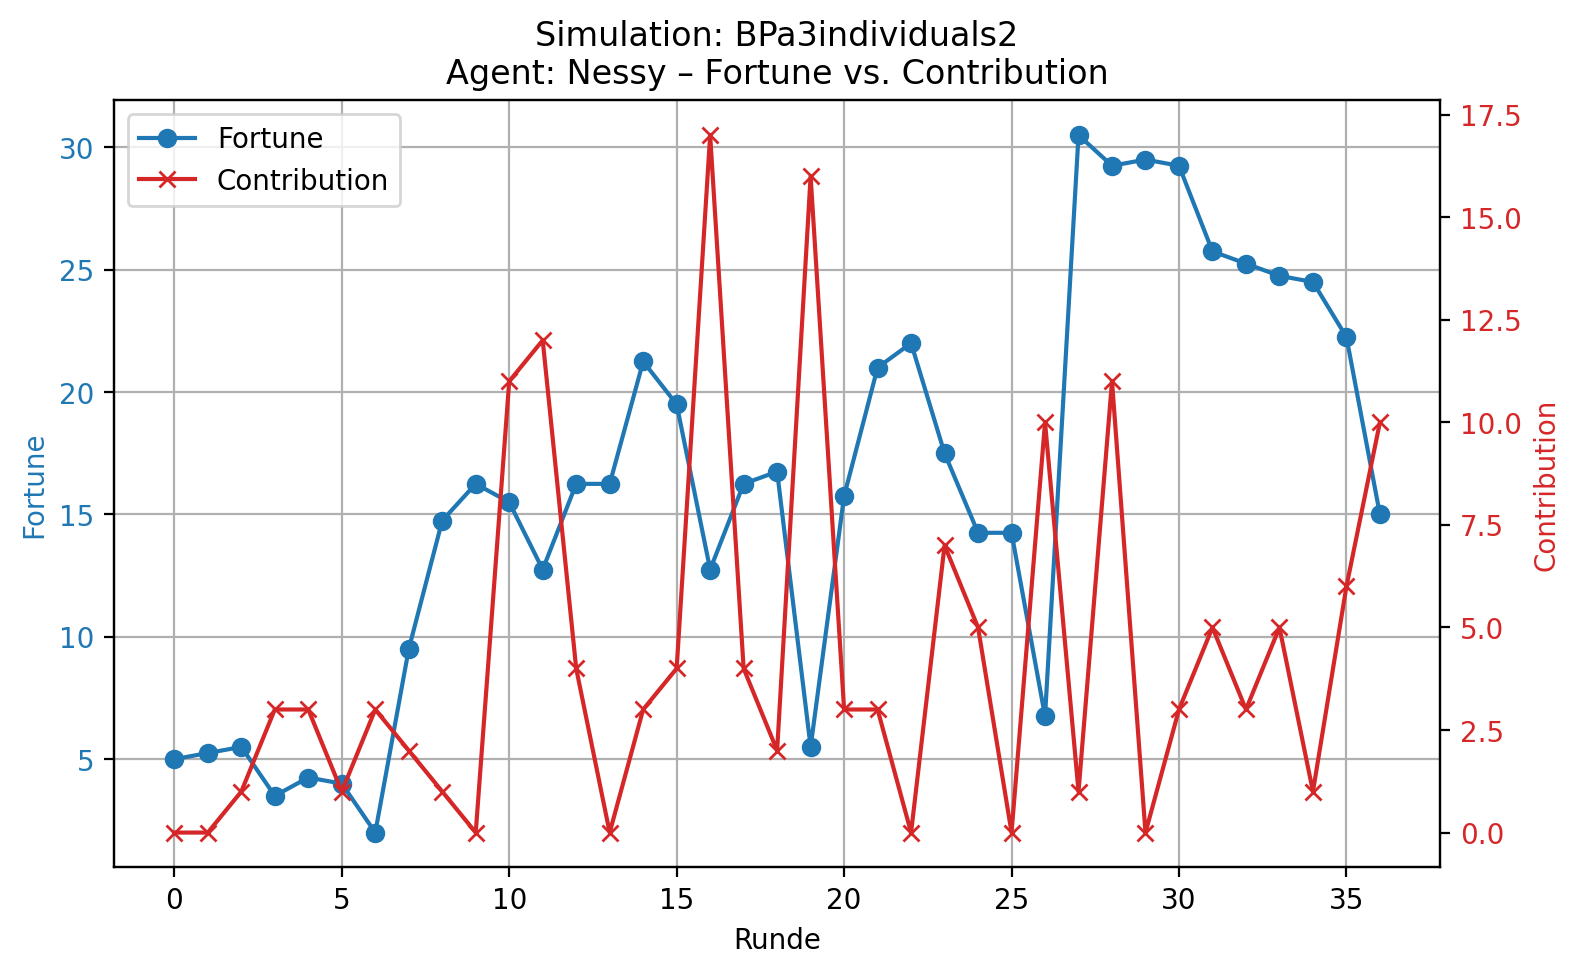 Simulation: BPa3individuals2
Agent: Nessy – Fortune vs. Contribution
Fortune
Contribution
30
25
20
15
10
5
Fortune
17.5
15.0
12.5
10.0
7.5
5.0
2.5
0.0
Contribution
0 5 10 15 20 25 30 35
Runde